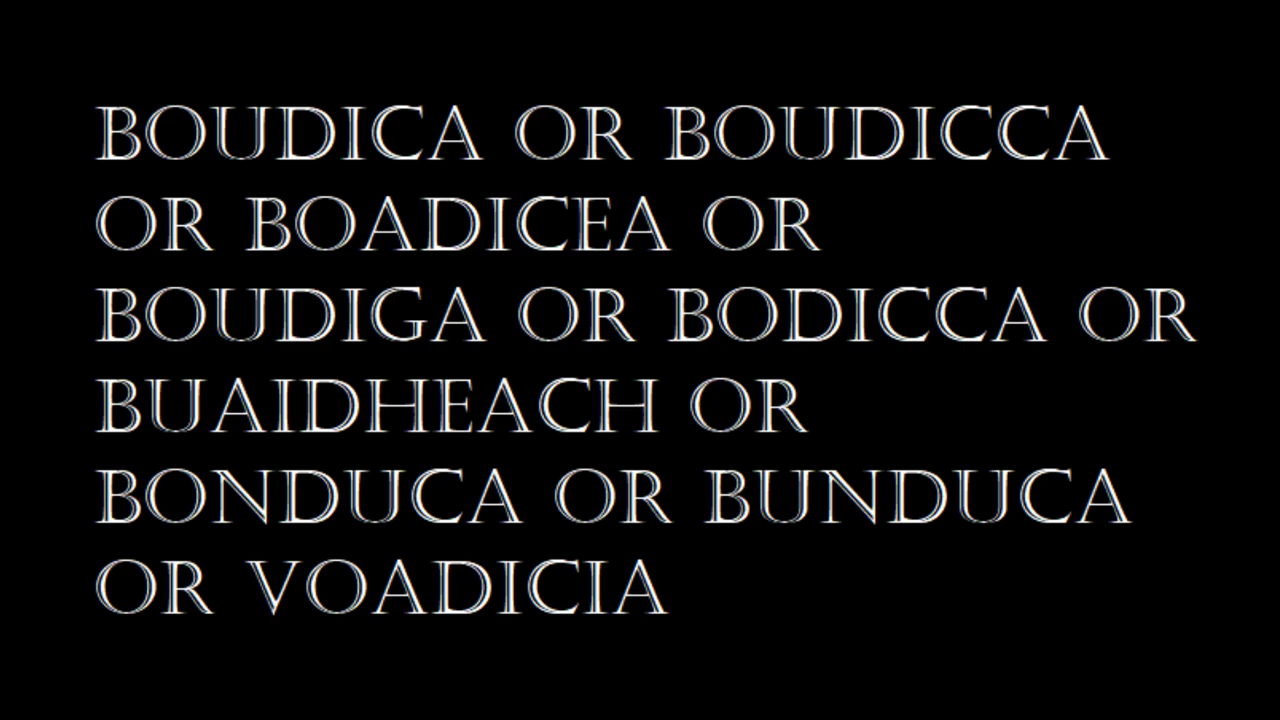 BOUDICA OR BOUDICCA
OR BOADICEA OR
BOUDIGA OR BODICCA OR
BUAIDHEACH OR
BONDUCA OR BUNDUCA
OR VOADICIA